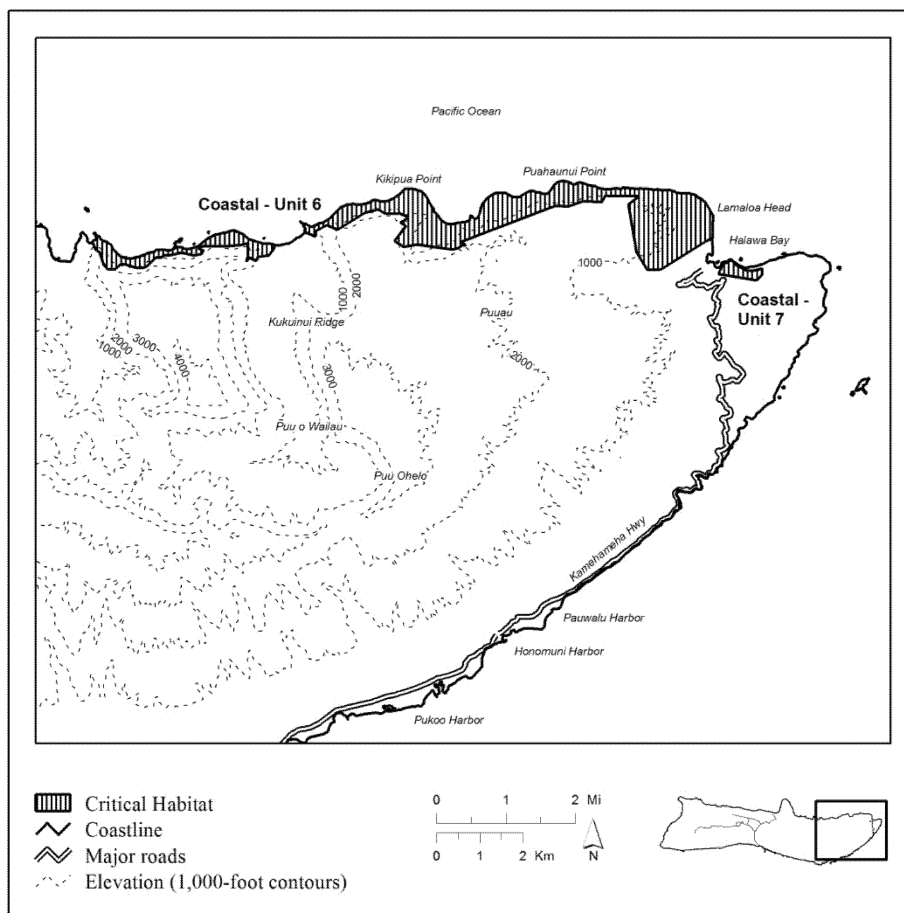 Pacific Ocean
Kikipua Point
Puahaunui Point
Coastal - Unit 6
Lamaloa Head
Halawa Bay
1000
Coastal -
Unit 7
1000
2000
Kukuinui Ridge
Puuau
2000
3000
2000
1000
4000
3000
Puu o Wailau
Puu Ohelo
Kamehameha Hwy
Pauwalu Harbor
Honomuni Harbor
Pukoo Harbor
Critical Habitat
Coastline
Major roads
Elevation (1,000-foot contours)
0 1 2 Mi
0 1 2 Km
N